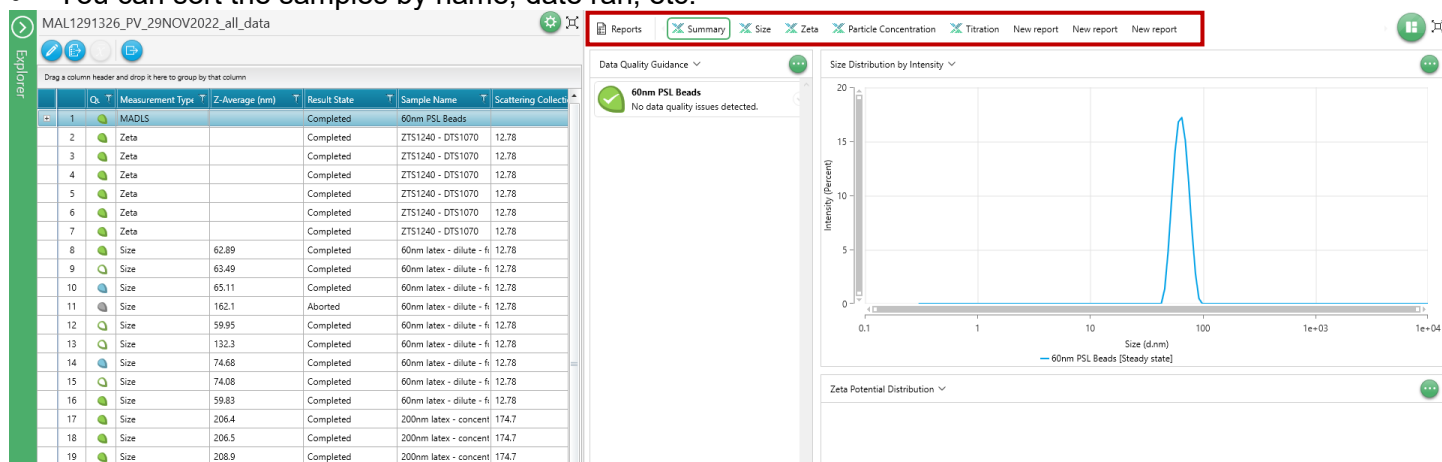 • You can sort the samples by name, date ran, etc.
MAL1291326_PV_29NOV2022_all_data
Explorer
Drag a column header and drop it here to group by that column
Qu Measurement Type Z-Average (nm) Result State Sample Name Scattering Collecti
1 MADLS Completed 60nm PSL Beads
2 Zeta Completed ZTS1240 - DTS1070 12.78
3 Zeta Completed ZTS1240 - DTS1070 12.78
4 Zeta Completed ZTS1240 - DTS1070 12.78
5 Zeta Completed ZTS1240 - DTS1070 12.78
6 Zeta Completed ZTS1240 - DTS1070 12.78
7 Zeta Completed ZTS1240 - DTS1070 12.78
8 Size 62.89 Completed 60nm latex - dilute - fo 12.78
9 Size 63.49 Completed 60nm latex - dilute - fo 12.78
10 Size 65.11 Completed 60nm latex - dilute - fo 12.78
11 Size 162.1 Aborted 60nm latex - dilute - fo 12.78
12 Size 59.95 Completed 60nm latex - dilute - fo 12.78
13 Size 132.3 Completed 60nm latex - dilute - fo 12.78
14 Size 74.68 Completed 60nm latex - dilute - fo 12.78
15 Size 74.08 Completed 60nm latex - dilute - fo 12.78
16 Size 59.83 Completed 60nm latex - dilute - fo 12.78
17 Size 206.4 Completed 200nm latex - concent 174.7
18 Size 206.5 Completed 200nm latex - concent 174.7
19 Size 208.9 Completed 200nm latex - concent 174.7
Reports Summary Size Zeta Particle Concentration Titration New report New report New report
Data Quality Guidance
60nm PSL Beads
No data quality issues detected.
Size Distribution by Intensity
Intensity (Percent)
20
15
10
5
0
0.1 1 10 100 1e+03 1e+04
Size (d.nm)
60nm PSL Beads [Steady state]
Zeta Potential Distribution